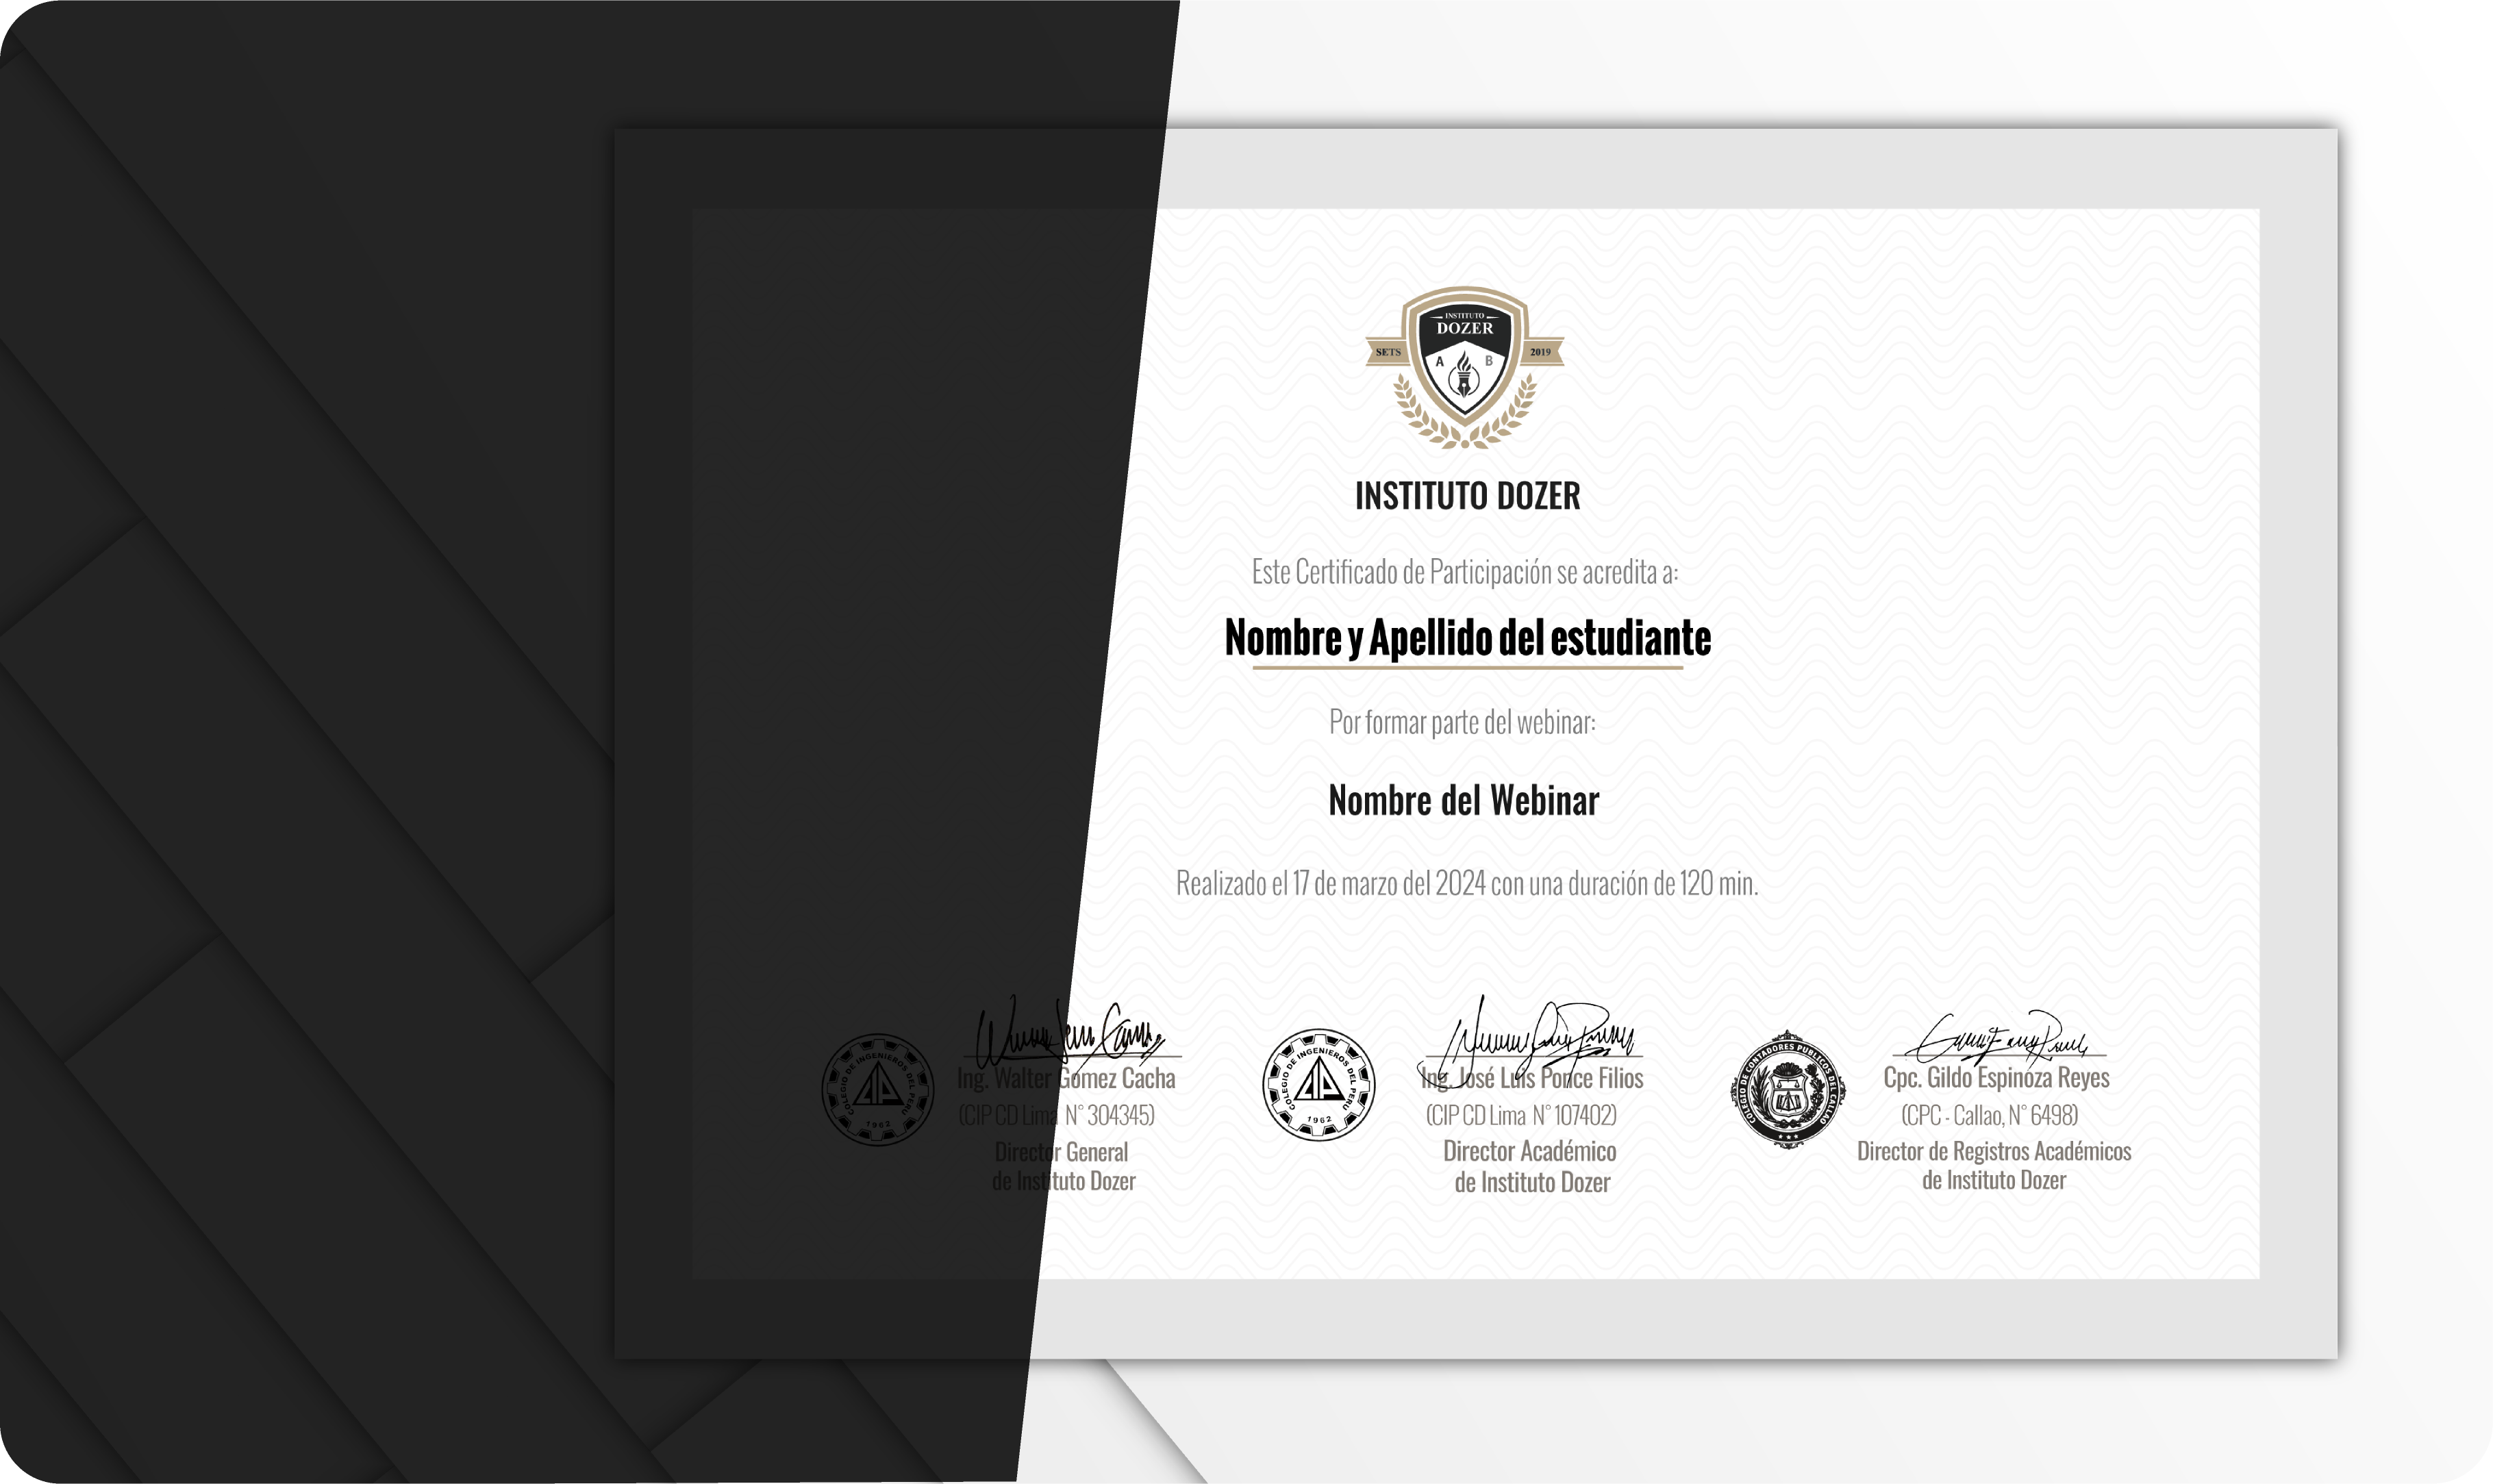 INSTITUTO
DOZER
SETS
2019
A B
INSTITUTO DOZER
Este Certificado de Participación se acredita a:
Nombre y Apellido del estudiante
Por formar parte del webinar:
Nombre del Webinar
Realizado el 17 de marzo del 2024 con una duración de 120 min.
COLEGIO DE INGENIEROS DEL PERU
1962
Ing. Walter Gomez Cacha
(CIP CD Lima N° 304345)
Director General
de Instituto Dozer
COLEGIO DE INGENIEROS DEL PERU
1962
Ing. José Luis Ponce Filios
(CIP CD Lima N° 107402)
Director Académico
de Instituto Dozer
COLEGIO DE CONTADORES PUBLICOS DEL CALLAO
Cpc. Gildo Espinoza Reyes
(CPC - Callao, N° 6498)
Director de Registros Académicos
de Instituto Dozer